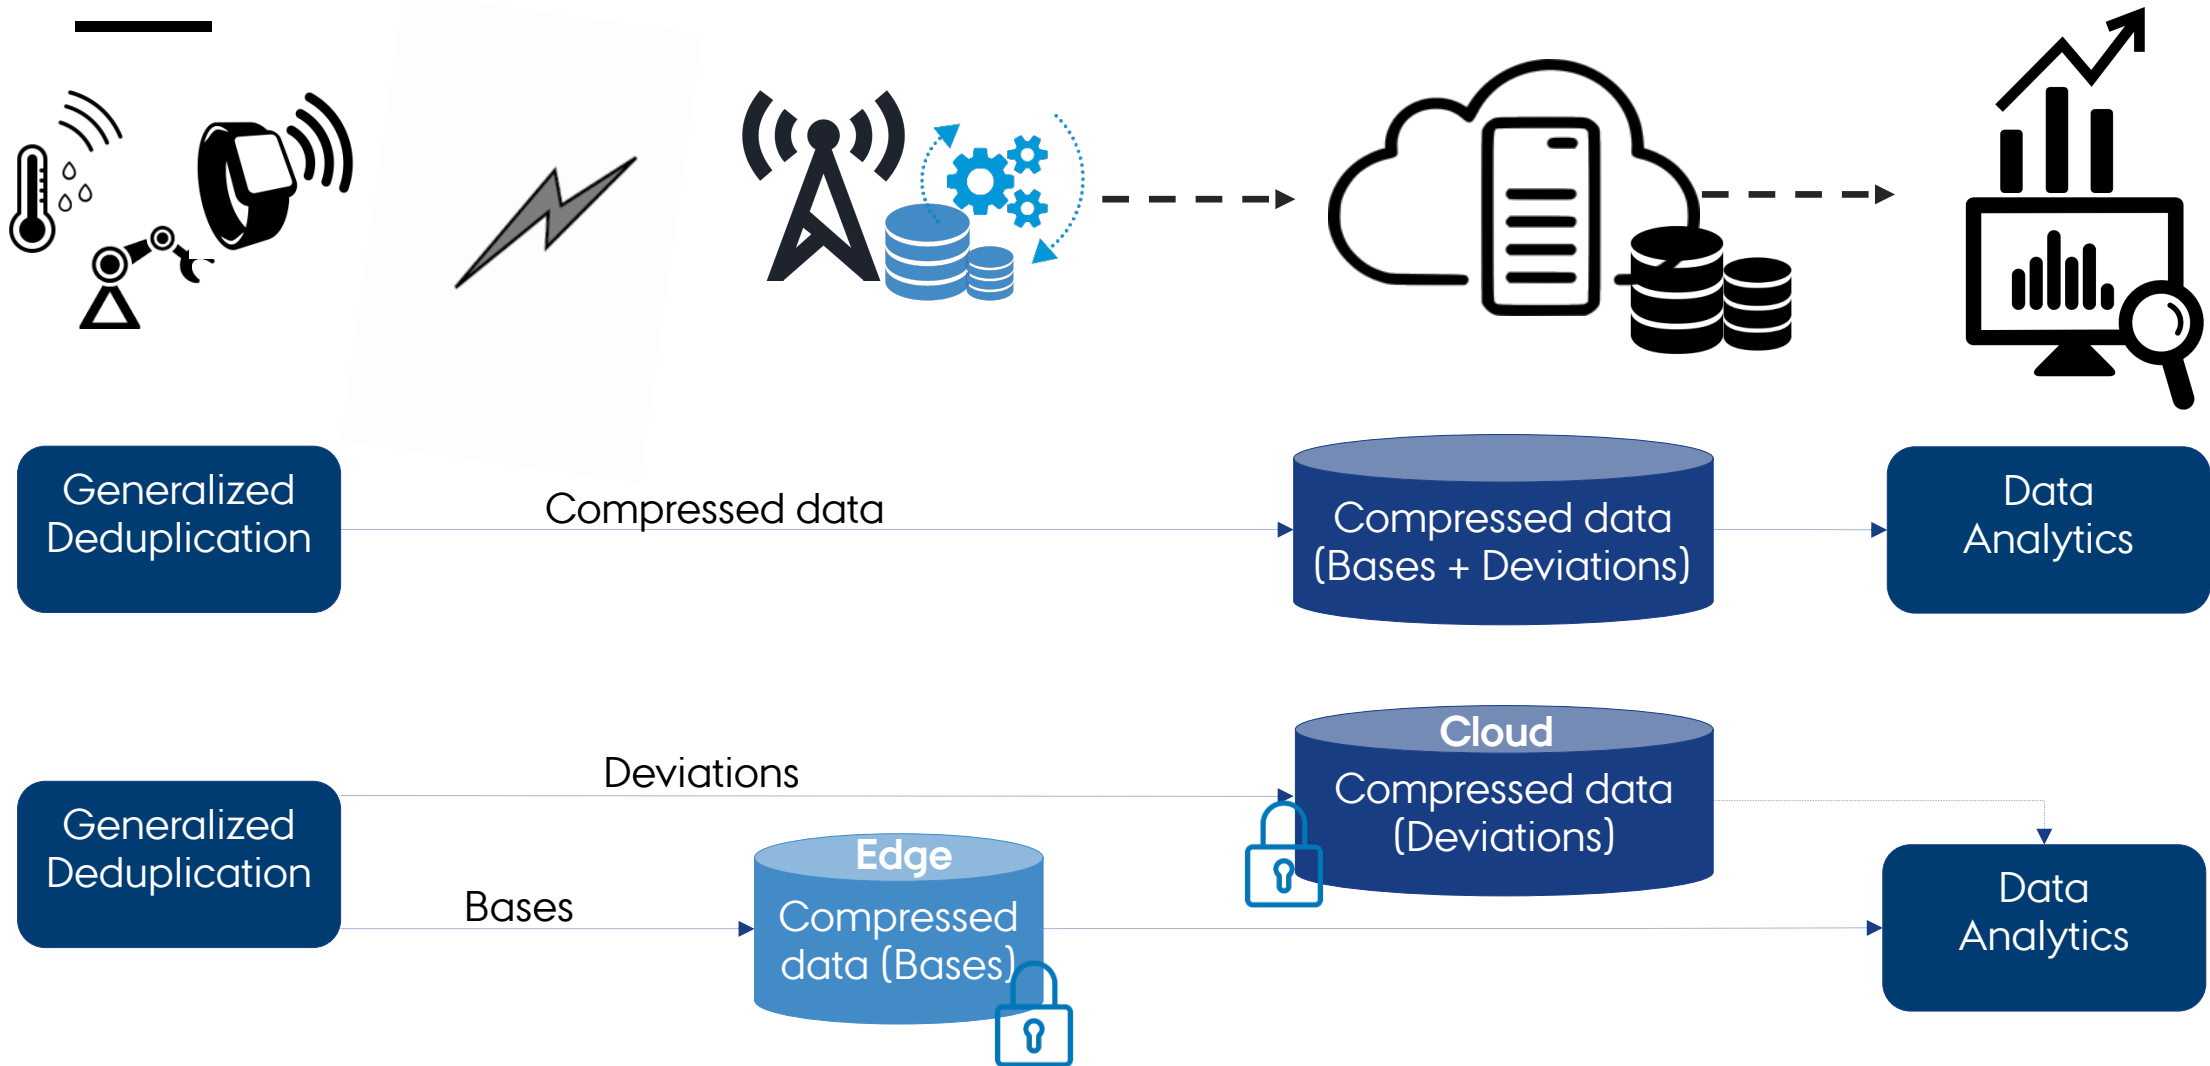 Generalized
Deduplication
Compressed data
Compressed data
(Bases + Deviations)
Data
Analytics
Generalized
Deduplication
Deviations
Bases
Edge
Compressed
data (Bases)
Cloud
Compressed data
(Deviations)
Data
Analytics